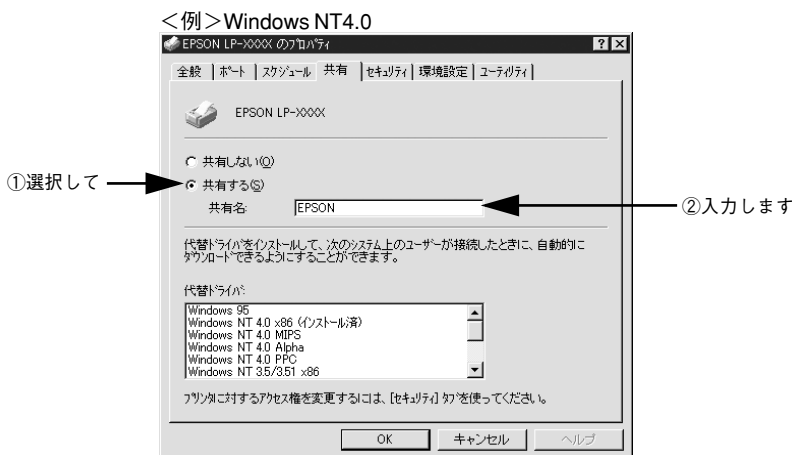 ＜例＞Windows NT4.0
EPSON LP-XXXX のﾌﾟﾛﾊﾟﾃｨ
全般 ﾎﾟｰﾄ ｽｹｼﾞｭｰﾙ 共有 ｾｷｭﾘﾃｨ 環境設定 ﾕｰﾃｨﾘﾃｨ
EPSON LP-XXXX
共有しない(O)
①選択して
共有する(S)
共有名: EPSON
②入力します
代替ﾄﾞﾗｲﾊﾞをｲﾝｽﾄｰﾙして、次のｼｽﾃﾑ上のﾕｰｻﾞｰが接続したときに、自動的に
ﾀﾞｳﾝﾛｰﾄﾞできるようにすることができます。
代替ﾄﾞﾗｲﾊﾞ:
Windows 95
Windows NT 4.0 x86 (ｲﾝｽﾄｰﾙ済)
Windows NT 4.0 MIPS
Windows NT 4.0 Alpha
Windows NT 4.0 PPC
Windows NT 3.5/3.51 x86
ﾌﾟﾘﾝﾀに対するｱｸｾｽ権を変更するには、[ｾｷｭﾘﾃｨ] ﾀﾌﾞを使ってください。
OK キャンセル ヘルプ